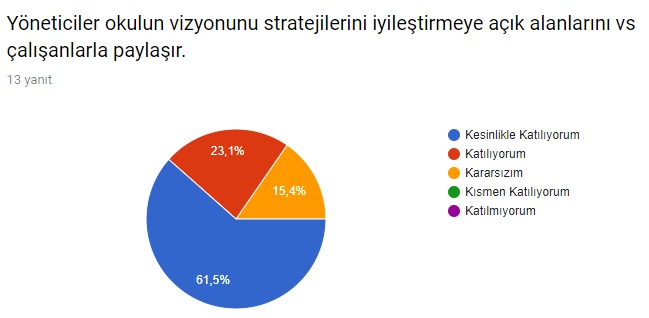 Yöneticiler okulun vizyonunu stratejilerini iyileştirmeye açık alanlarını vs
çalışanlarla paylaşır.
13 yanıt
23,1%
15,4%
61,5%
Kesinlikle Katılıyorum
Katılıyorum
Kararsızım
Kısmen Katılıyorum
Katılmıyorum